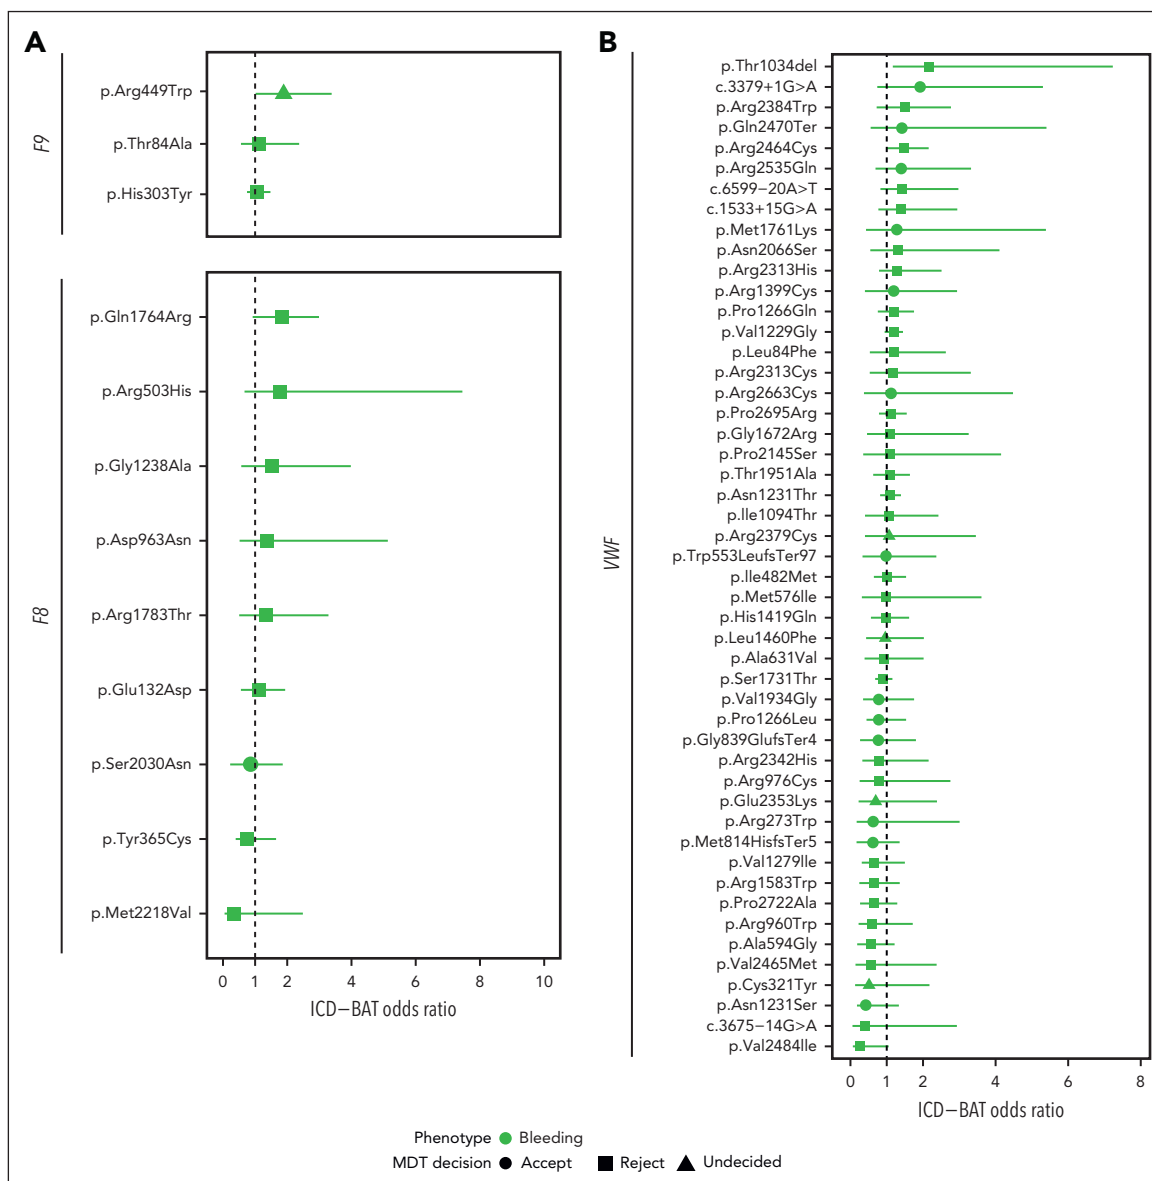 A
F9
p.Arg449Trp
p.Thr84Ala
p.His303Tyr
F8
p.Gln1764Arg
p.Arg503His
p.Gly1238Ala
p.Asp963Asn
p.Arg1783Thr
p.Glu132Asp
p.Ser2030Asn
p.Tyr365Cys
p.Met2218Val
0 1 2 4 6 8 10
ICD–BAT odds ratio
B
VWF
p.Thr1034del
c.3379+1G>A
p.Arg2384Trp
p.Gln2470Ter
p.Arg2464Cys
p.Arg2535Gln
c.6599–20A>T
c.1533+15G>A
p.Met1761Lys
p.Asn2066Ser
p.Arg2313His
p.Arg1399Cys
p.Pro1266Gln
p.Val1229Gly
p.Leu84Phe
p.Arg2313Cys
p.Arg2663Cys
p.Pro2695Arg
p.Gly1672Arg
p.Pro2145Ser
p.Thr1951Ala
p.Asn1231Thr
p.Ile1094Thr
p.Arg2379Cys
p.Trp553LeufsTer97
p.Ile482Met
p.Met576Ile
p.His1419Gln
p.Leu1460Phe
p.Ala631Val
p.Ser1731Thr
p.Val1934Gly
p.Pro1266Leu
p.Gly839GlufsTer4
p.Arg2342His
p.Arg976Cys
p.Glu2353Lys
p.Arg273Trp
p.Met814HisfsTer5
p.Val1279Ile
p.Arg1583Trp
p.Pro2722Ala
p.Arg960Trp
p.Ala594Gly
p.Val2465Met
p.Cys321Tyr
p.Asn1231Ser
c.3675–14G>A
p.Val2484Ile
0 1 2 4 6 8
ICD–BAT odds ratio
Phenotype Bleeding
MDT decision Accept Reject Undecided